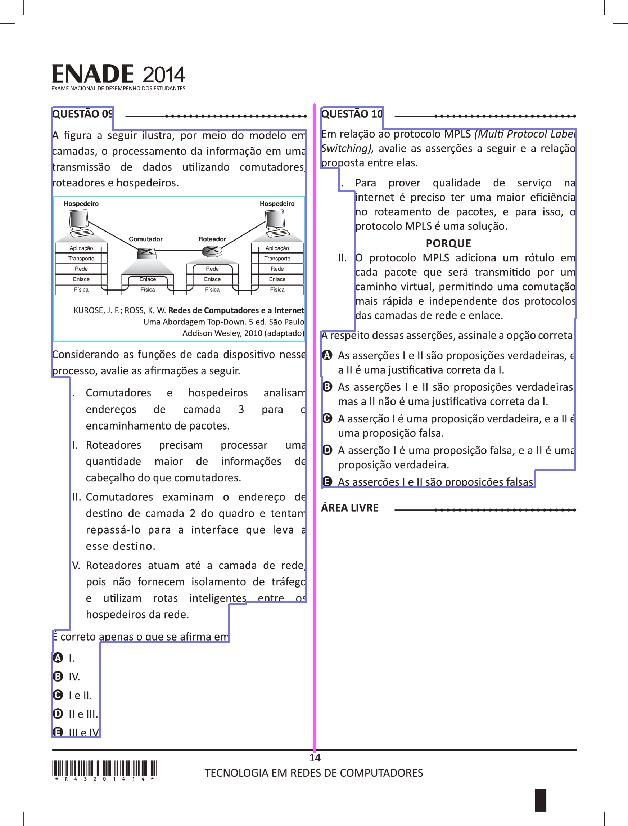 ENADE 2014
EXAME NACIONAL DE DESEMPENHO DOS ESTUDANTES
QUESTÃO 09
A figura a seguir ilustra, por meio do modelo em
camadas, o processamento da informação em uma
transmissão de dados utilizando comutadores,
roteadores e hospedeiros.
Hospedeiro
Hospedeiro
Comutador
Roteador
Aplicação
Transporte
Rede
Enlace
Física
Enlace
Física
Rede
Enlace
Física
Aplicação
Transporte
Rede
Enlace
Física
KUROSE, J. F.; ROSS, K. W. Redes de Computadores e a Internet
Uma Abordagem Top-Down. 5 ed. São Paulo
Addison Wesley, 2010 (adaptado)
Considerando as funções de cada dispositivo nesse
processo, avalie as afirmações a seguir.
. Comutadores e hospedeiros analisam
endereços de camada 3 para o
encaminhamento de pacotes.
I. Roteadores precisam processar uma
quantidade maior de informações de
cabeçalho do que comutadores.
II. Comutadores examinam o endereço de
destino de camada 2 do quadro e tentam
repassá-lo para a interface que leva a
esse destino.
V. Roteadores atuam até a camada de rede,
pois não fornecem isolamento de tráfego
e utilizam rotas inteligentes entre os
hospedeiros da rede.
É correto apenas o que se afirma em
A I.
B IV.
C I e II.
D II e III.
E III e IV
QUESTÃO 10
Em relação ao protocolo MPLS (Multi Protocol Label
Switching), avalie as asserções a seguir e a relação
proposta entre elas.
. Para prover qualidade de serviço na
internet é preciso ter uma maior eficiência
no roteamento de pacotes, e para isso, o
protocolo MPLS é uma solução.
PORQUE
II. O protocolo MPLS adiciona um rótulo em
cada pacote que será transmitido por um
caminho virtual, permitindo uma comutação
mais rápida e independente dos protocolos
das camadas de rede e enlace.
A respeito dessas asserções, assinale a opção correta
A As asserções I e II são proposições verdadeiras, e
a II é uma justificativa correta da I.
B As asserções I e II são proposições verdadeiras
mas a II não é uma justificativa correta da I.
C A asserção I é uma proposição verdadeira, e a II é
uma proposição falsa.
D A asserção I é uma proposição falsa, e a II é uma
proposição verdadeira.
E As asserções I e II são proposições falsas
ÁREA LIVRE
14
*R4320141 4*
TECNOLOGIA EM REDES DE COMPUTADORES